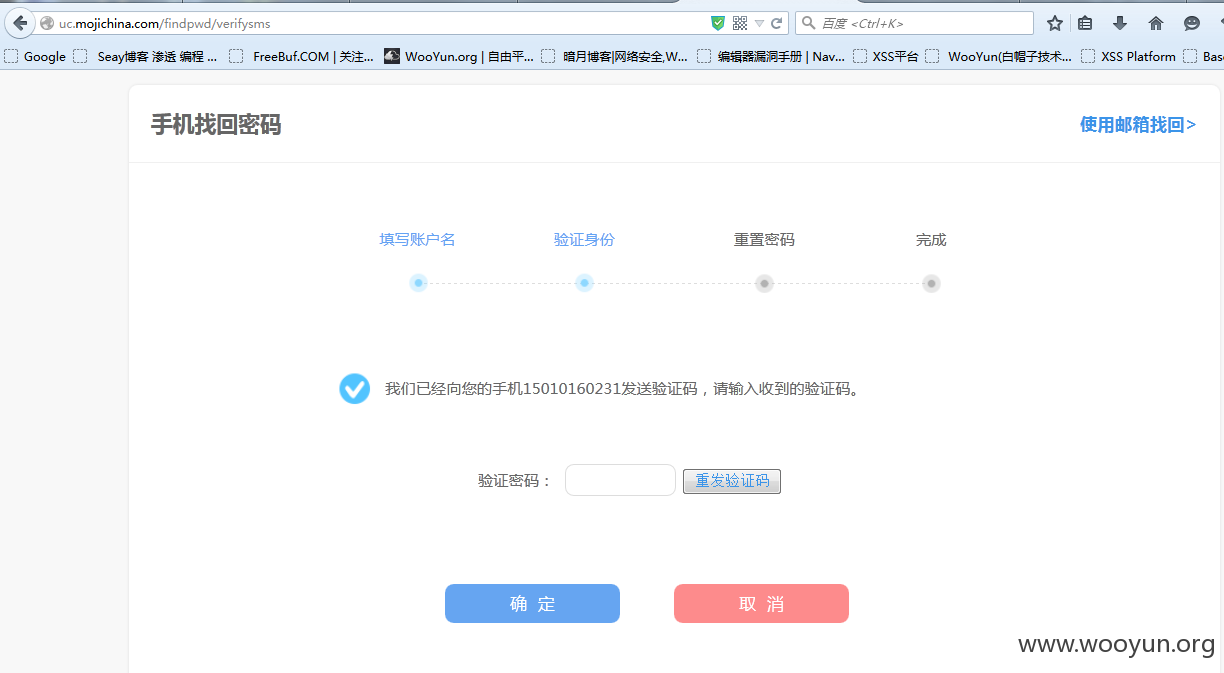 uc.mojichina.com/findpwd/verifysms
百度 <Ctrl+K>
Google Seay博客 渗透 编程 ... FreeBuf.COM | 关注... WooYun.org | 自由平... 暗月博客|网络安全,W... 编辑器漏洞手册 | Nav... XSS平台 WooYun(白帽子技术... XSS Platform Bas
手机找回密码
使用邮箱找回>
填写账户名 验证身份 重置密码 完成
我们已经向您的手机15010160231发送验证码，请输入收到的验证码。
验证密码： 重发验证码
确 定 取 消
www.wooyun.org